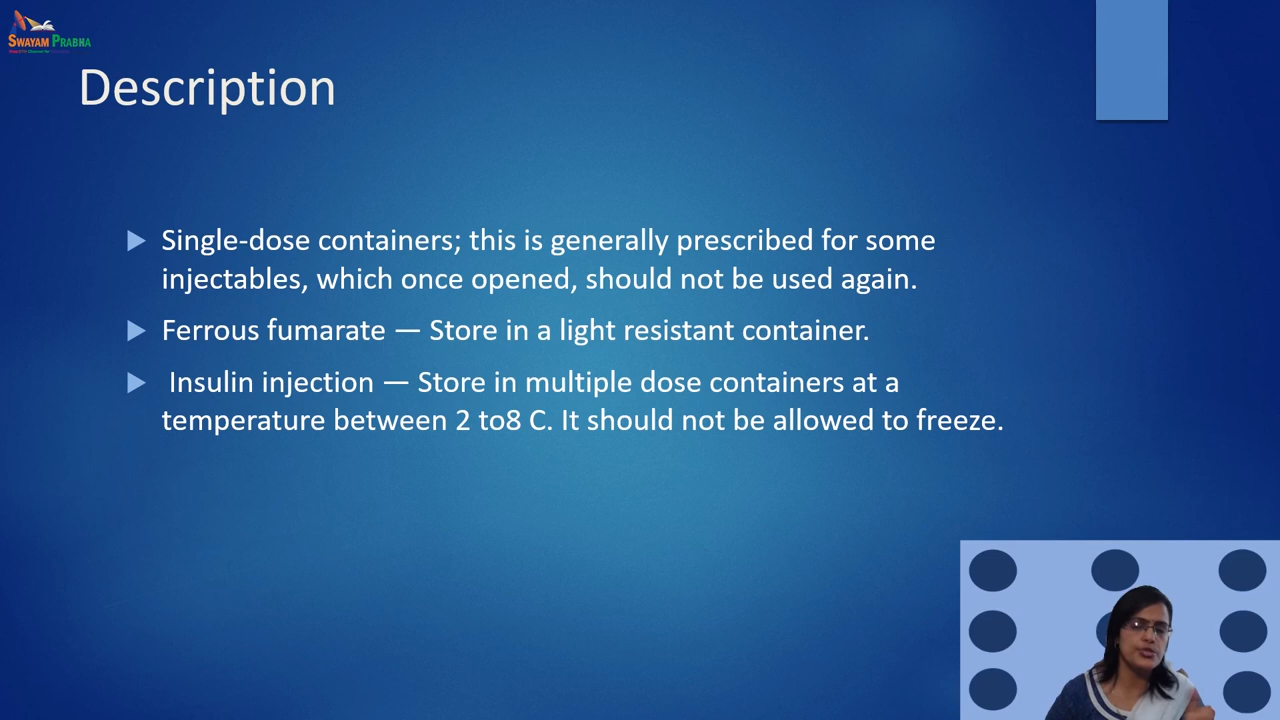 SWAYAM PRABHA
Description
Single-dose containers; this is generally prescribed for some
injectables, which once opened, should not be used again.
Ferrous fumarate — Store in a light resistant container.
Insulin injection — Store in multiple dose containers at a
temperature between 2 to8 C. It should not be allowed to freeze.